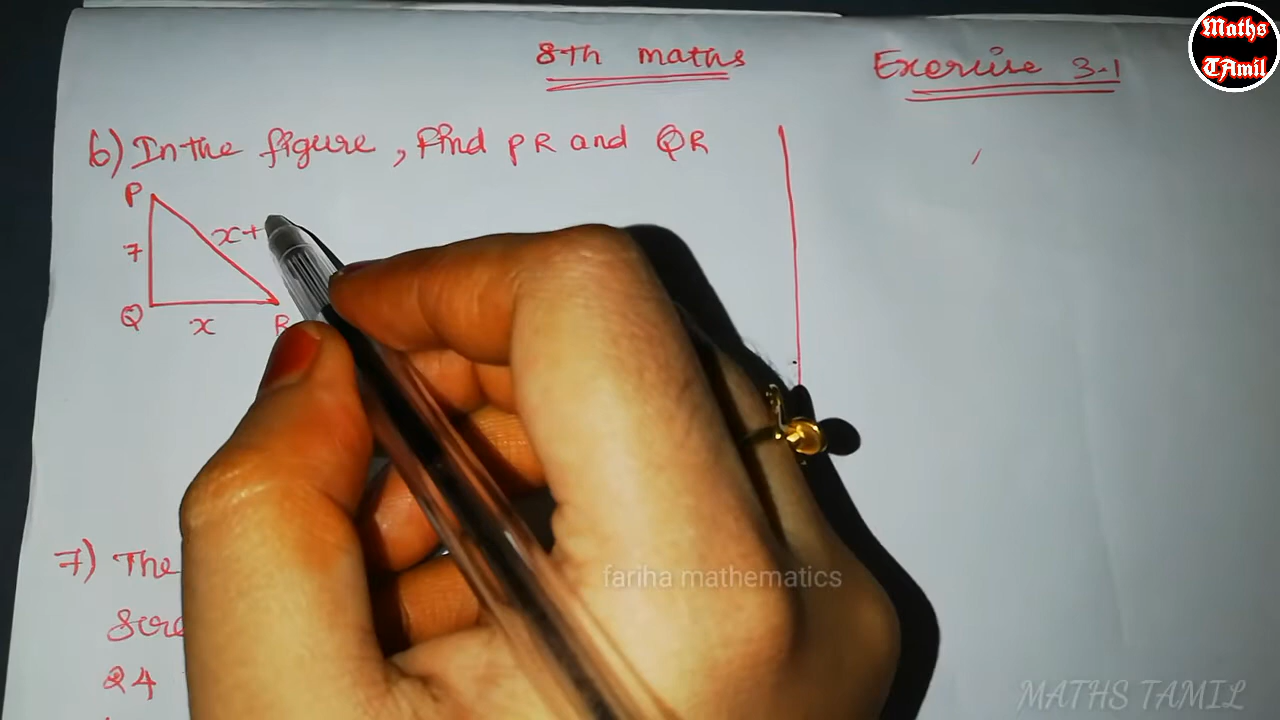 Maths
TAmil
8th maths
Exercise 3.1
6) In the figure, Find PR and QR
P
7
x+
Q
x
R
7) The
24
fariha mathematics
MATHS TAMIL